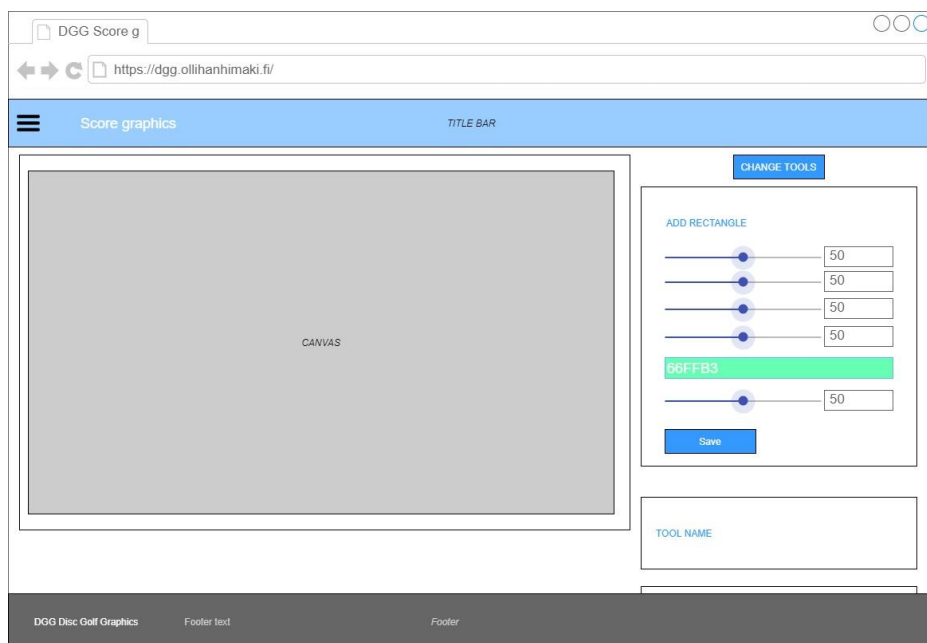 DGG Score g
https://dgg.ollihanhimaki.fi/
Score graphics
TITLE BAR
CHANGE TOOLS
ADD RECTANGLE
50
50
50
50
66FFB3
50
Save
CANVAS
TOOL NAME
DGG Disc Golf Graphics
Footer text
Footer